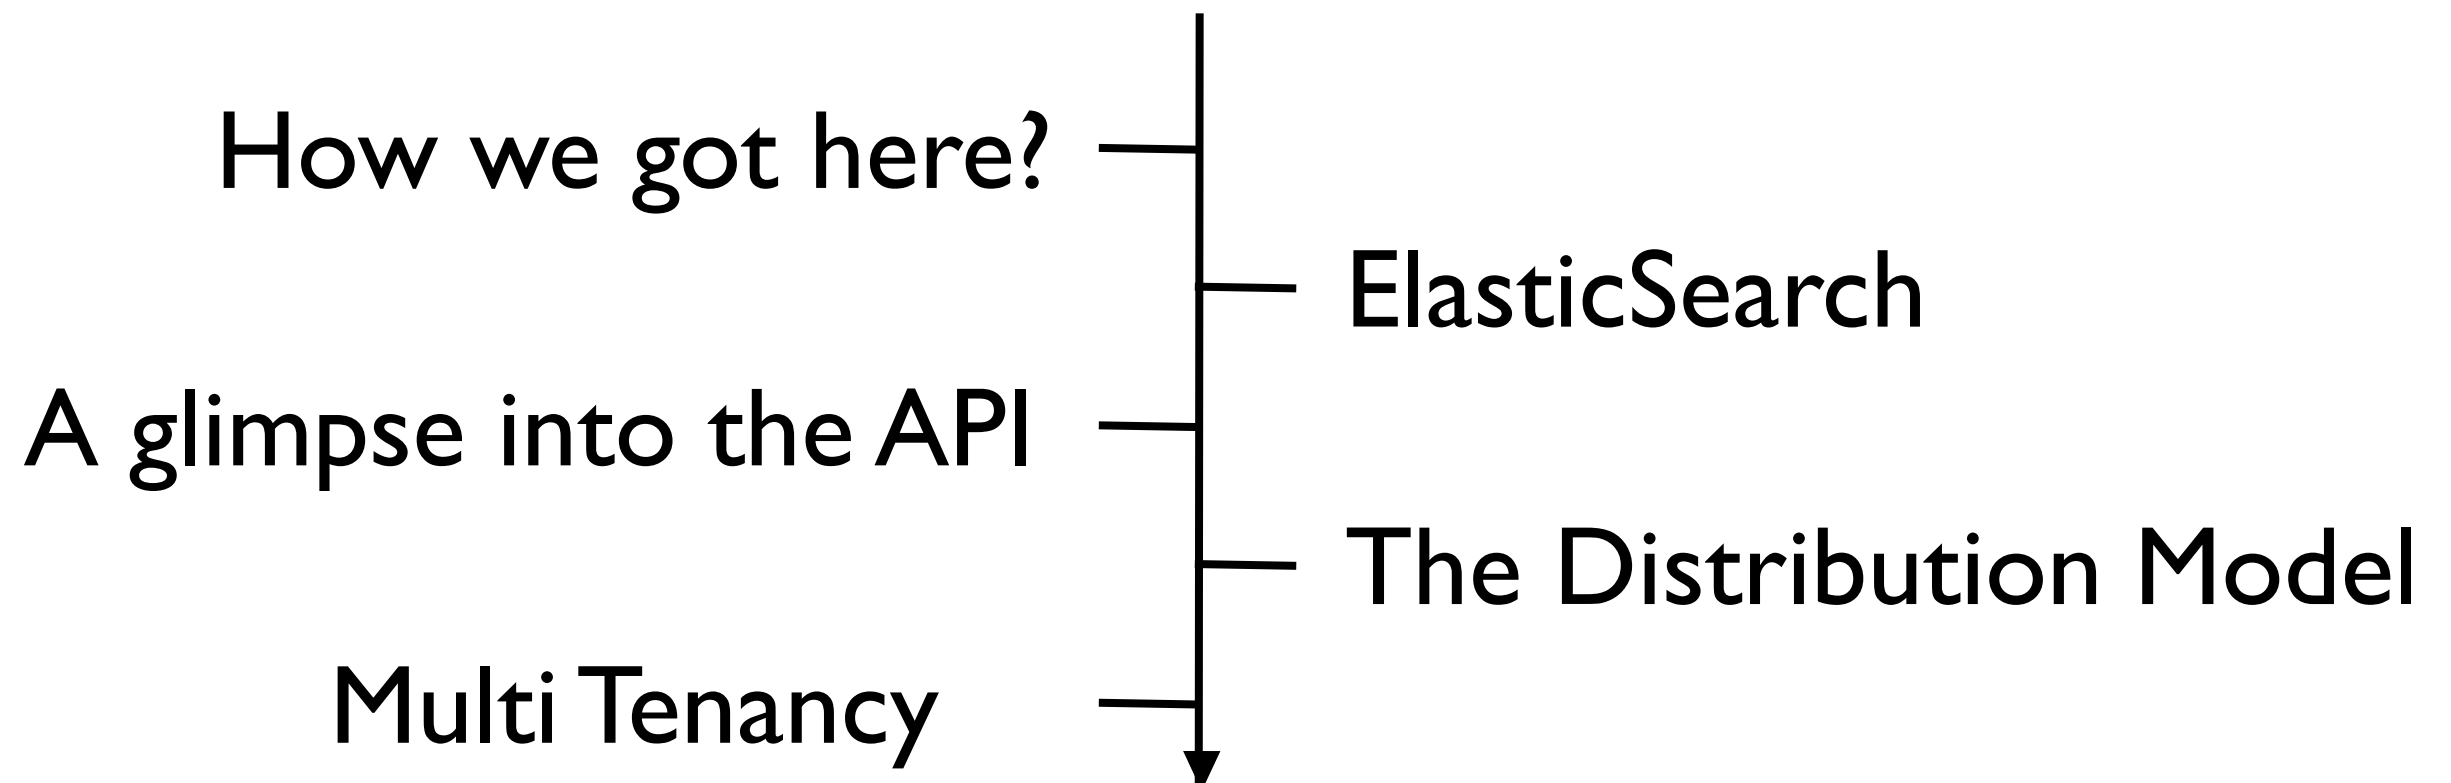 How we got here?
ElasticSearch
A glimpse into the API
The Distribution Model
Multi Tenancy